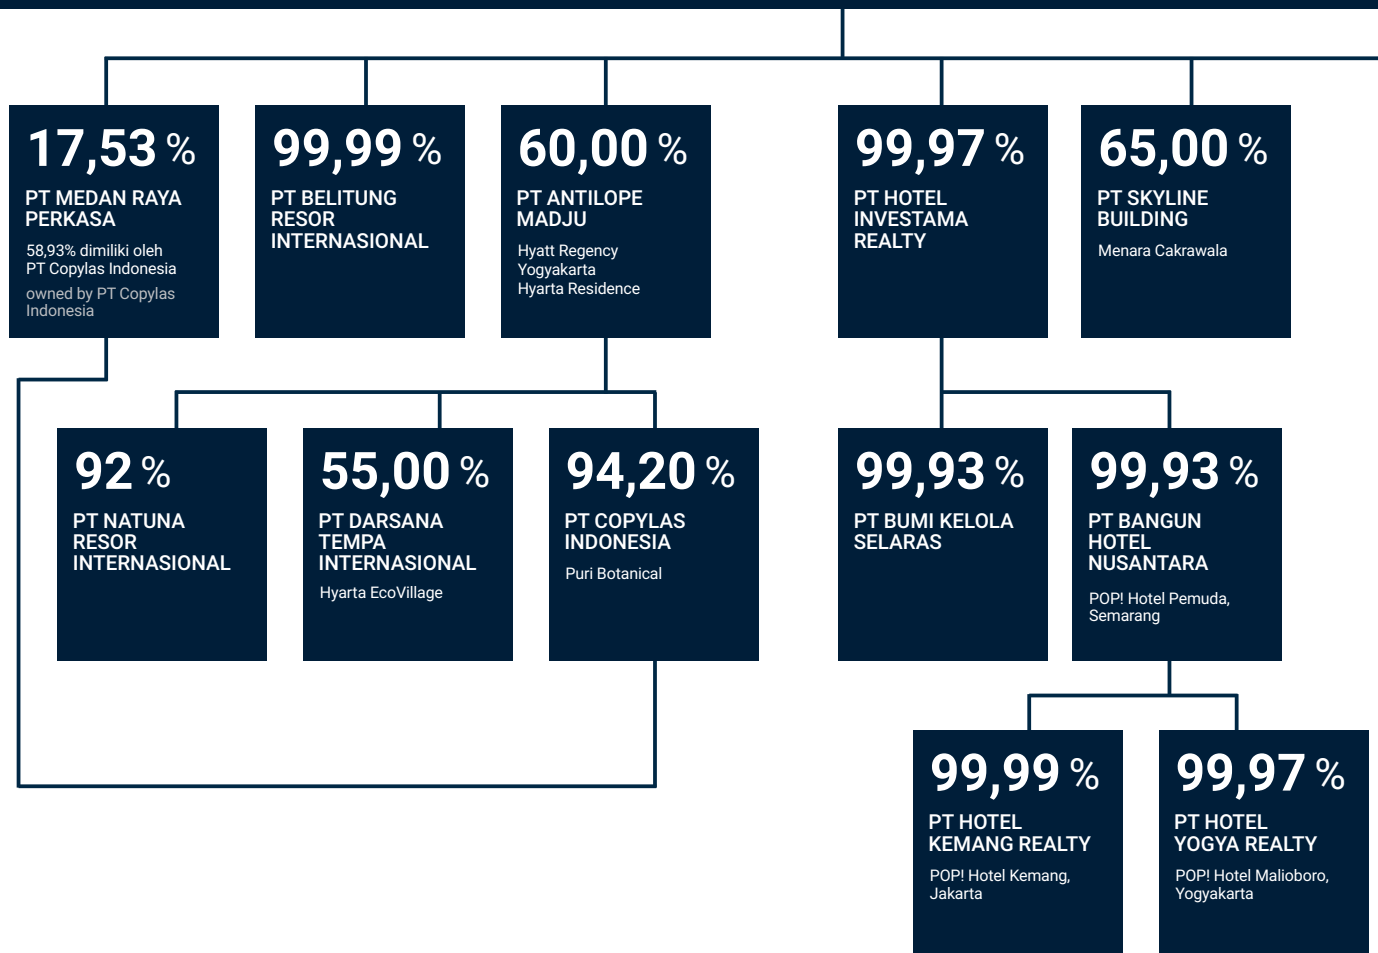 17,53 %
PT MEDAN RAYA
PERKASA
58,93% dimiliki oleh
PT Copylas Indonesia
owned by PT Copylas
Indonesia
99,99 %
PT BELITUNG
RESOR
INTERNASIONAL
60,00 %
PT ANTILOPE
MADJU
Hyatt Regency
Yogyakarta
Hyarta Residence
99,97 %
PT HOTEL
INVESTAMA
REALTY
65,00 %
PT SKYLINE
BUILDING
Menara Cakrawala
92 %
PT NATUNA
RESOR
INTERNASIONAL
55,00 %
PT DARSANA
TEMPA
INTERNASIONAL
Hyarta EcoVillage
94,20 %
PT COPYLAS
INDONESIA
Puri Botanical
99,93 %
PT BUMI KELOLA
SELARAS
99,93 %
PT BANGUN
HOTEL
NUSANTARA
POP! Hotel Pemuda,
Semarang
99,99 %
PT HOTEL
KEMANG REALTY
POP! Hotel Kemang,
Jakarta
99,97 %
PT HOTEL
YOGYA REALTY
POP! Hotel Malioboro,
Yogyakarta